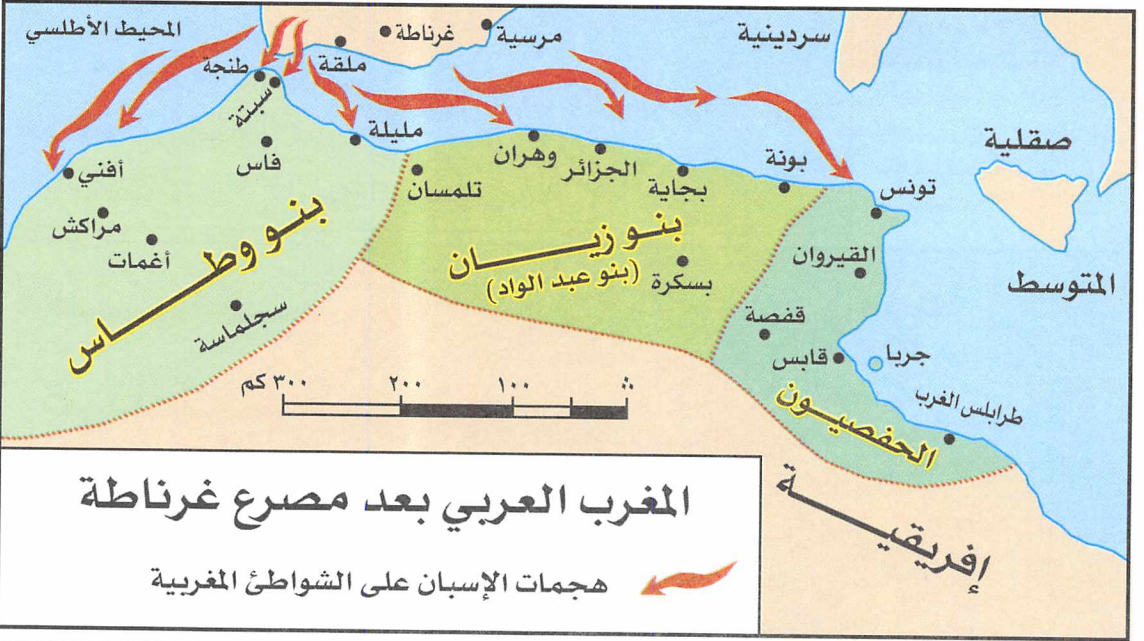 المحيط الأطلسي
غرناطة
مرسية
سردينية
طنجة
ملقة
سبتة
مليلة
صقلية
فاس
وهران
الجزائر
بونة
أفني
تلمسان
بجاية
تونس
مراكش
بنو وطاس
بنو زيان
(بنو عبد الواد)
القيروان
أغمات
بسكرة
المتوسط
سجلماسة
قفصة
قابس
جربا
٣٠٠ كم
٢٠٠
١٠٠
طرابلس الغرب
الحفصيون
إفريقية
المغرب العربي بعد مصرع غرناطة
هجمات الإسبان على الشواطئ المغربية